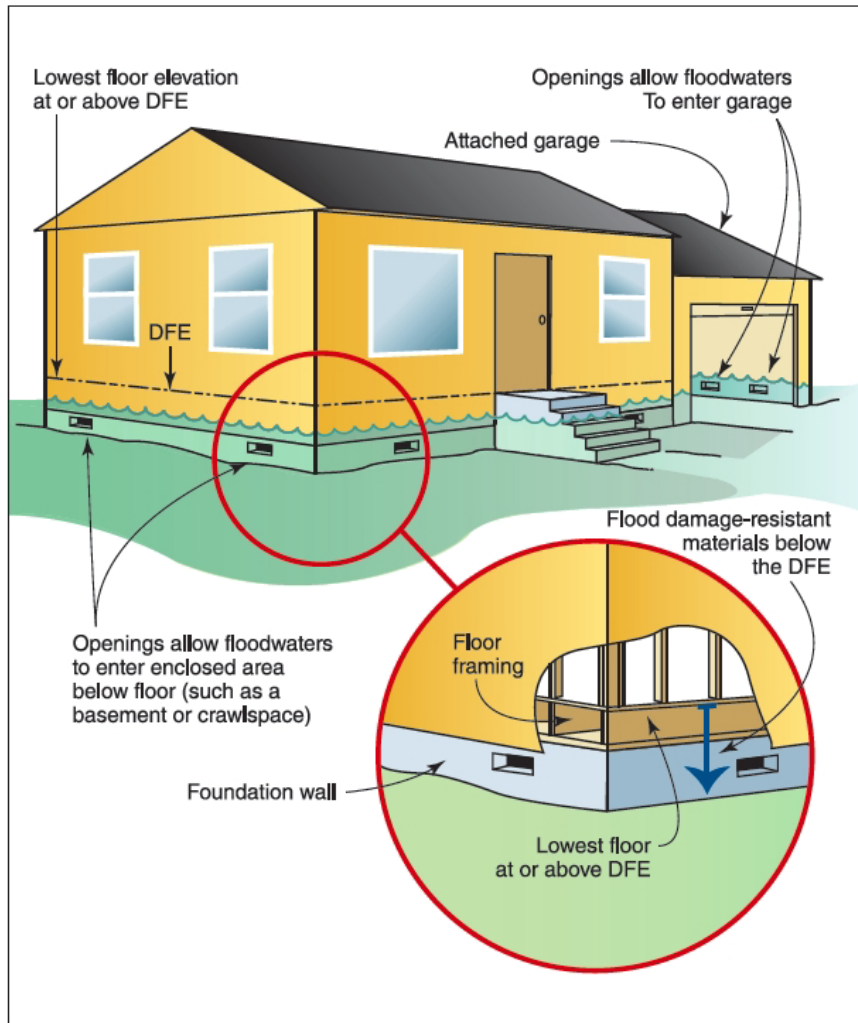 Lowest floor elevation
at or above DFE
Openings allow floodwaters
To enter garage
Attached garage
DFE
Flood damage-resistant
materials below
the DFE
Openings allow floodwaters
to enter enclosed area
below floor (such as a
basement or crawlspace)
Floor
framing
Foundation wall
Lowest floor
at or above DFE